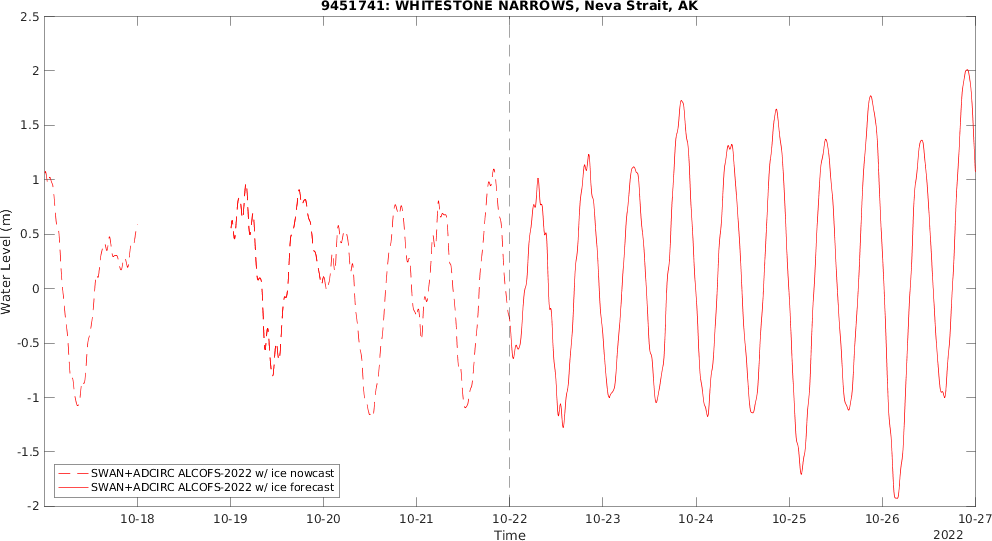 9451741: WHITESTONE NARROWS, Neva Strait, AK
Water Level (m)
2.5
2
1.5
1
0.5
0
-0.5
-1
-1.5
-2
SWAN+ADCIRC ALCOFS-2022 w/ ice nowcast
SWAN+ADCIRC ALCOFS-2022 w/ ice forecast
10-18 10-19 10-20 10-21 10-22 10-23 10-24 10-25 10-26 10-27
Time
2022